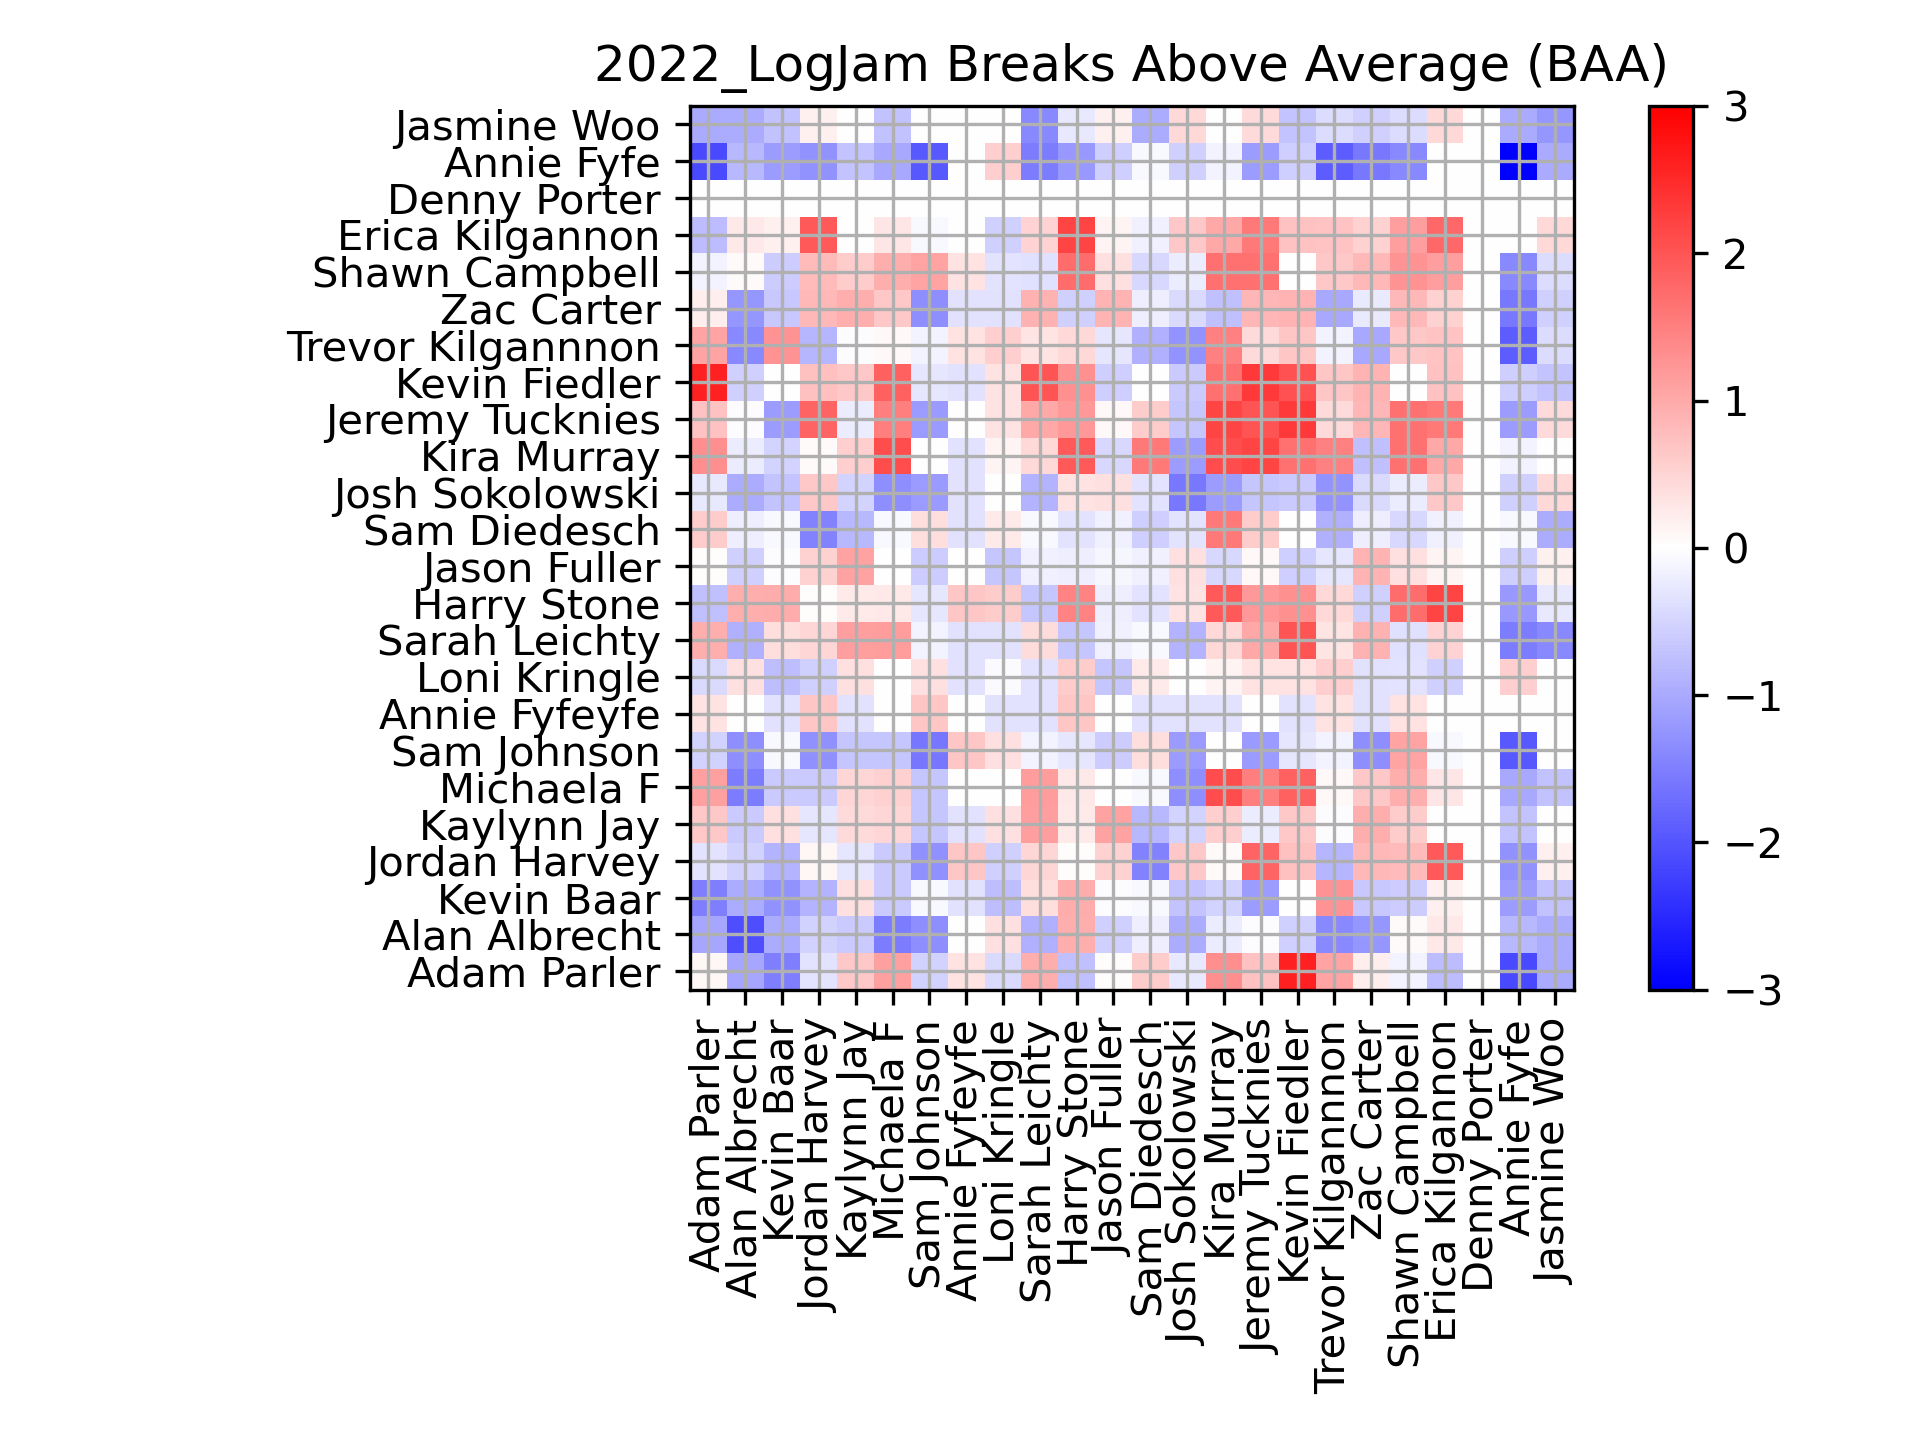 2022_LogJam Breaks Above Average (BAA)
Jasmine Woo
Annie Fyfe
Denny Porter
Erica Kilgannon
Shawn Campbell
Zac Carter
Trevor Kilgannnon
Kevin Fiedler
Jeremy Tucknies
Kira Murray
Josh Sokolowski
Sam Diedesch
Jason Fuller
Harry Stone
Sarah Leichty
Loni Kringle
Annie Fyfeyfe
Sam Johnson
Michaela F
Kaylynn Jay
Jordan Harvey
Kevin Baar
Alan Albrecht
Adam Parler
Adam Parler
Alan Albrecht
Kevin Baar
Jordan Harvey
Kaylynn Jay
Michaela F
Sam Johnson
Annie Fyfeyfe
Loni Kringle
Sarah Leichty
Harry Stone
Jason Fuller
Sam Diedesch
Josh Sokolowski
Kira Murray
Jeremy Tucknies
Kevin Fiedler
Trevor Kilgannnon
Zac Carter
Shawn Campbell
Erica Kilgannon
Denny Porter
Annie Fyfe
Jasmine Woo
3
2
1
0
−1
−2
−3